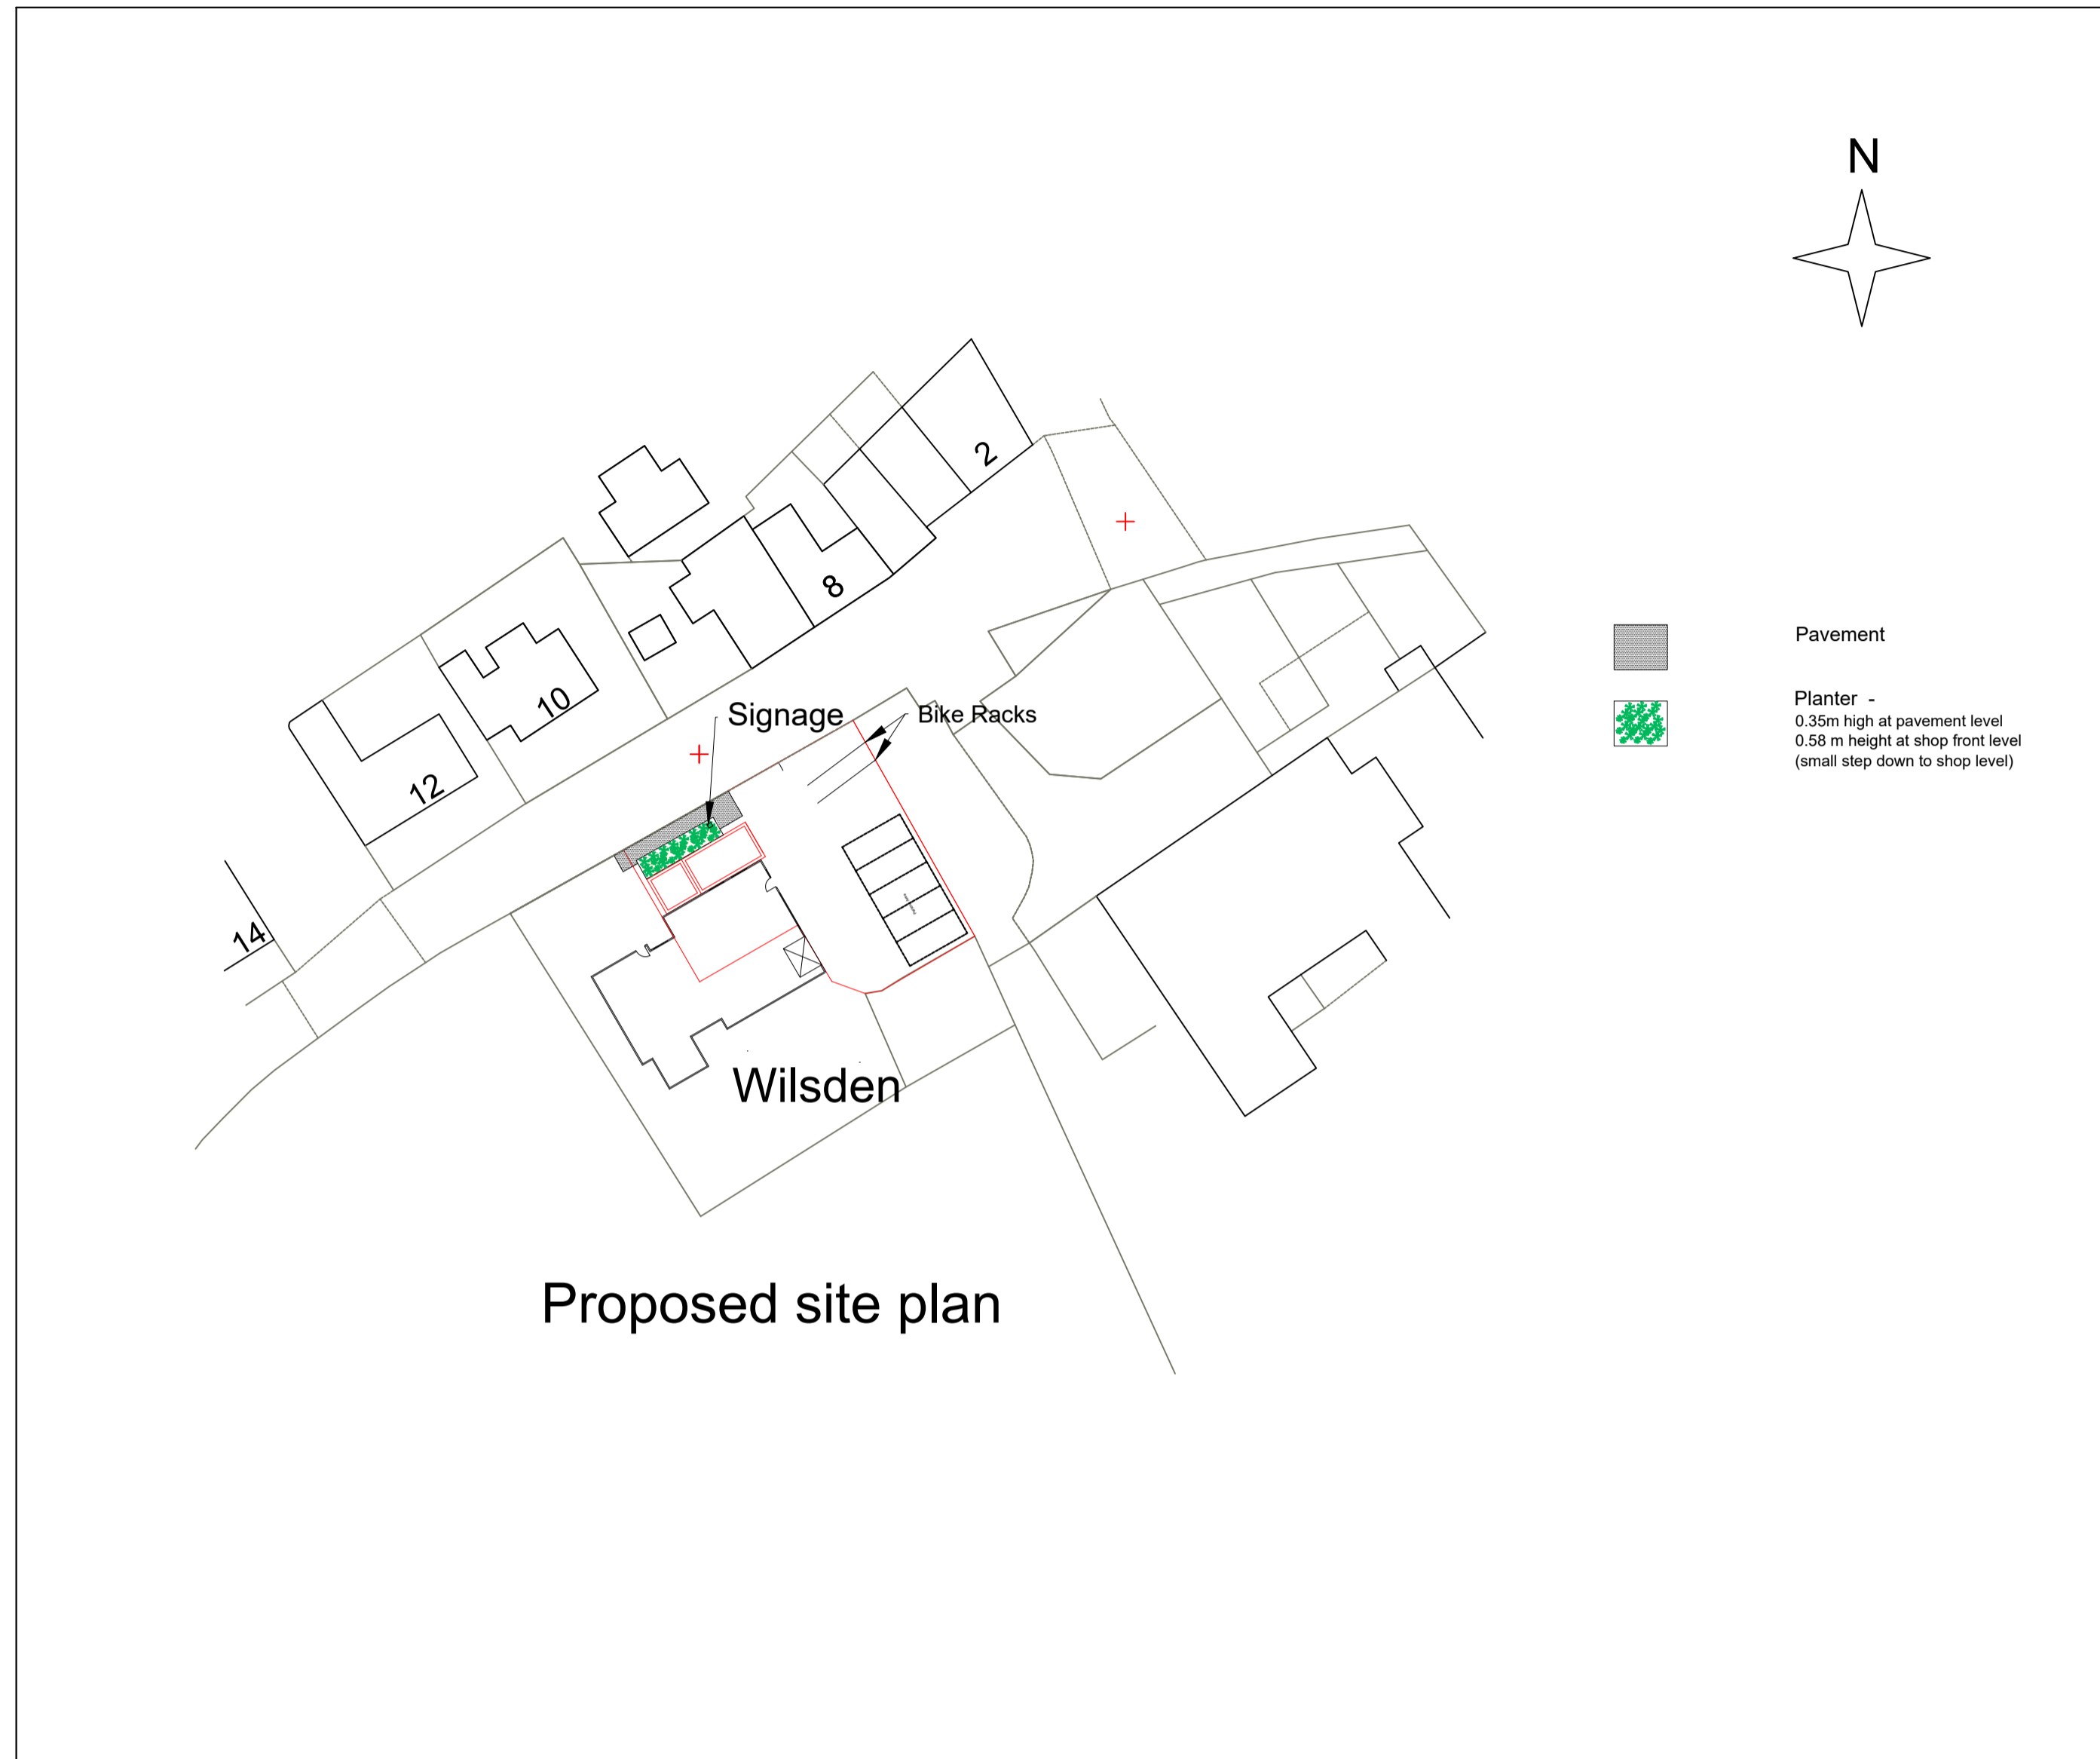 N
2
8
10
12
14
Signage
Bike Racks
Pavement
Planter -
0.35m high at pavement level
0.58 m height at shop front level
(small step down to shop level)
Wilsden
Proposed site plan